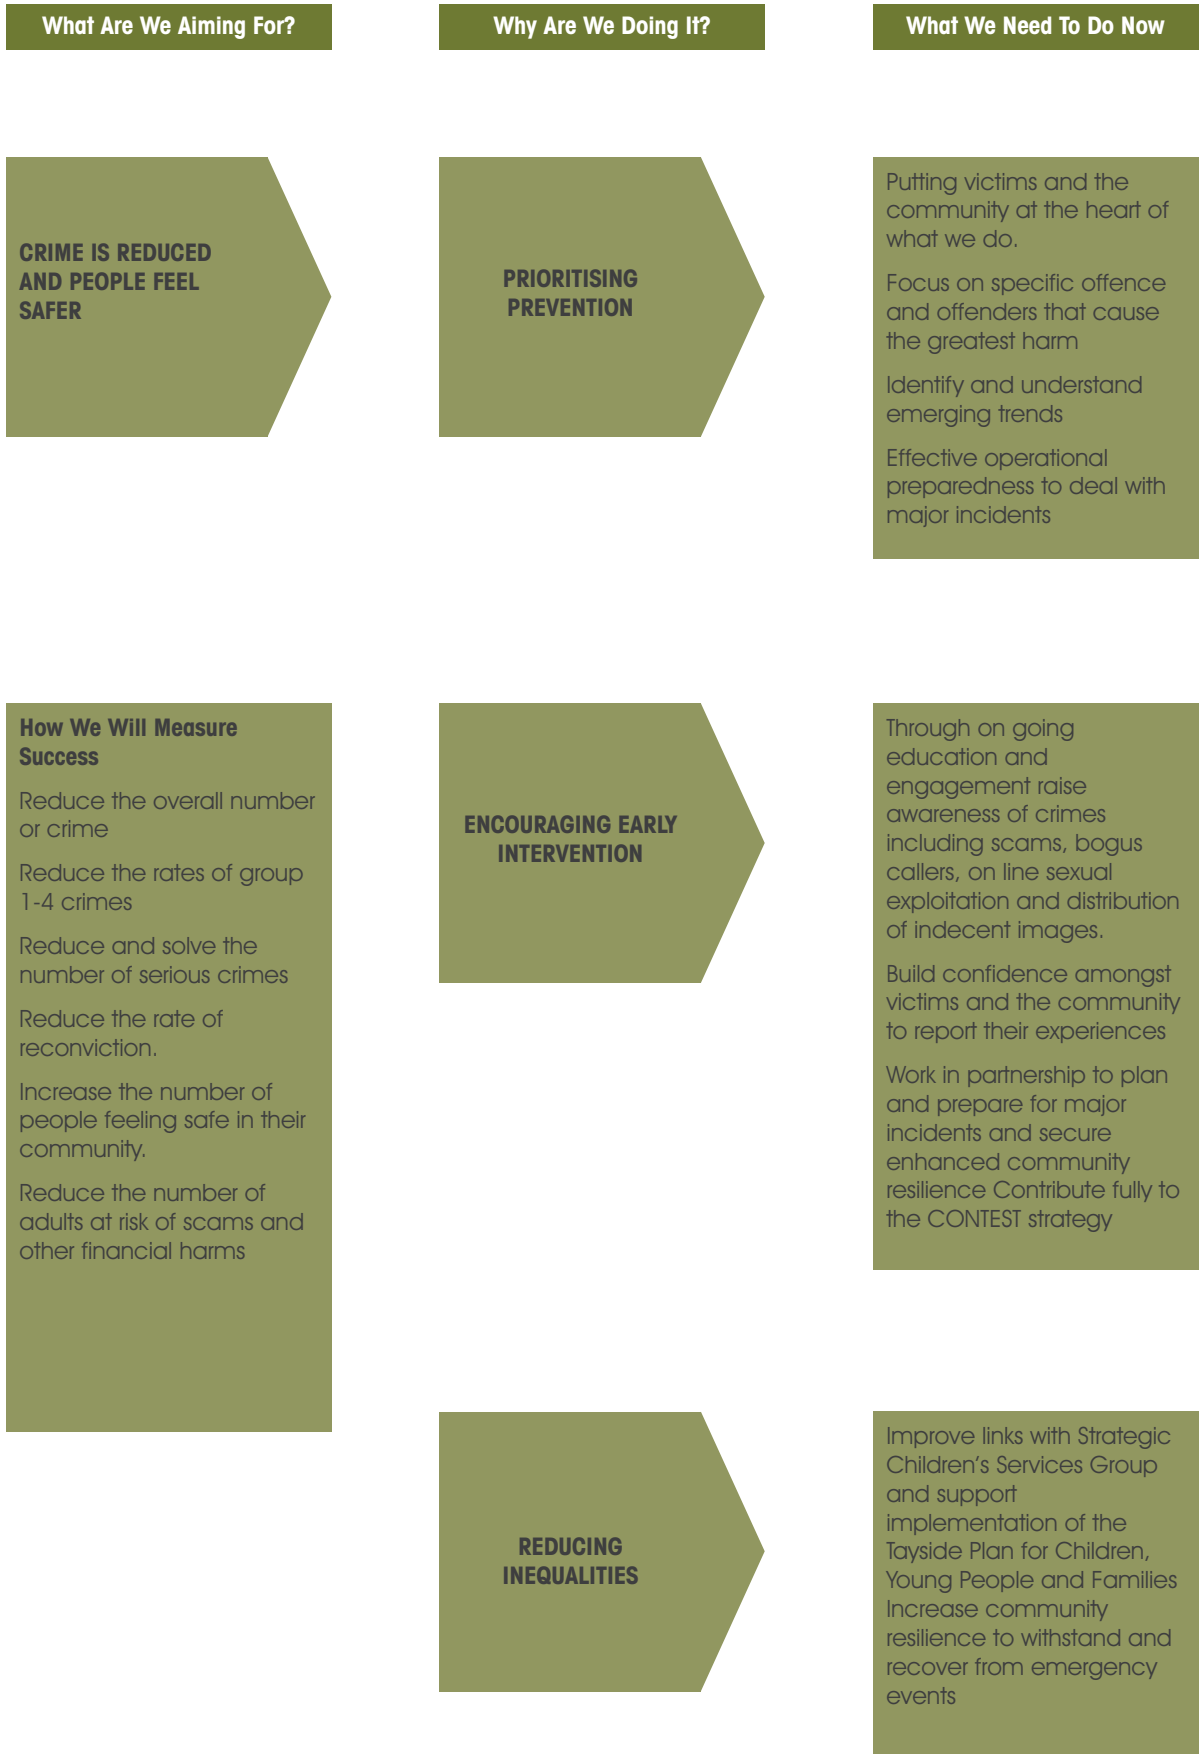 What Are We Aiming For?
Why Are We Doing It?
What We Need To Do Now
CRIME IS REDUCED
AND PEOPLE FEEL
SAFER
PRIORITISING
PREVENTION
Putting victims and the
community at the heart of
what we do.
Focus on specific offence
and offenders that cause
the greatest harm
Identify and understand
emerging trends
Effective operational
preparedness to deal with
major incidents
How We Will Measure
Success
Reduce the overall number
or crime
Reduce the rates of group
1-4 crimes
Reduce and solve the
number of serious crimes
Reduce the rate of
reconviction.
Increase the number of
people feeling safe in their
community.
Reduce the number of
adults at risk of scams and
other financial harms
ENCOURAGING EARLY
INTERVENTION
Through on going
education and
engagement raise
awareness of crimes
including scams, bogus
callers, on line sexual
exploitation and distribution
of indecent images.
Build confidence amongst
victims and the community
to report their experiences
Work in partnership to plan
and prepare for major
incidents and secure
enhanced community
resilience Contribute fully to
the CONTEST strategy
REDUCING
INEQUALITIES
Improve links with Strategic
Children’s Services Group
and support
implementation of the
Tayside Plan for Children,
Young People and Families
Increase community
resilience to withstand and
recover from emergency
events